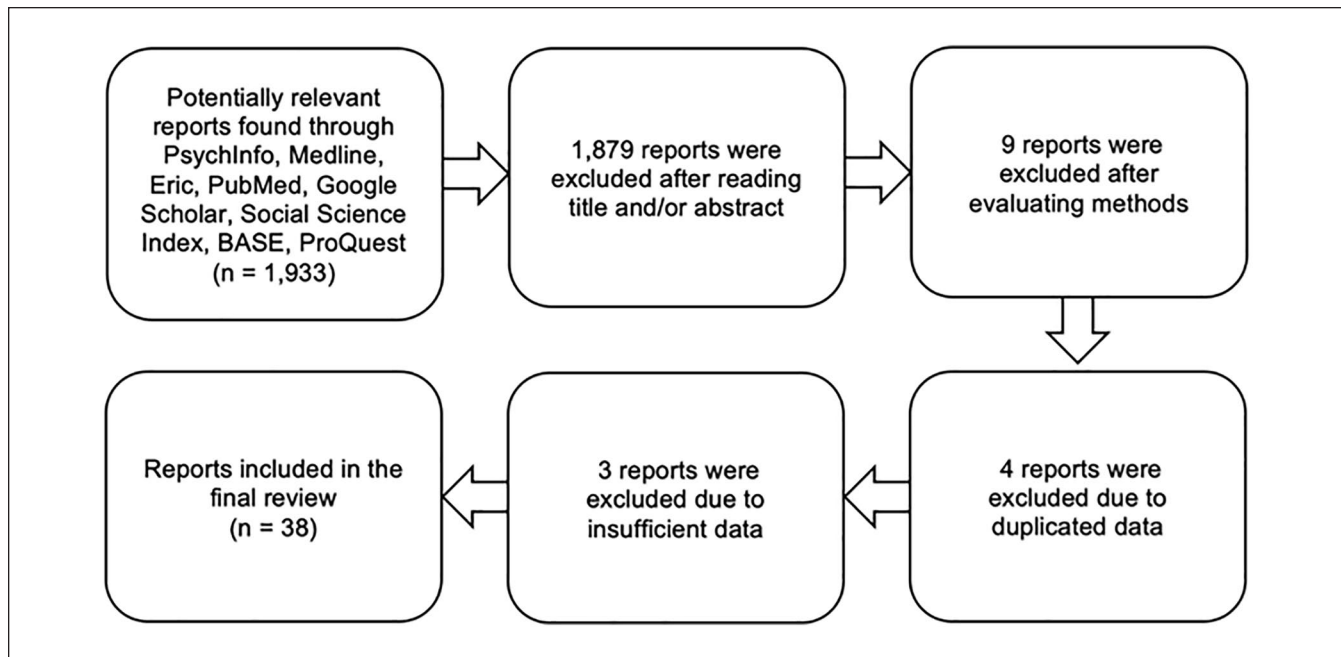 Potentially relevant
reports found through
PsychInfo, Medline,
Eric, PubMed, Google
Scholar, Social Science
Index, BASE, ProQuest
(n = 1,933)
1,879 reports were
excluded after reading
title and/or abstract
9 reports were
excluded after
evaluating methods
4 reports were
excluded due to
duplicated data
3 reports were
excluded due to
insufficient data
Reports included in the
final review
(n = 38)